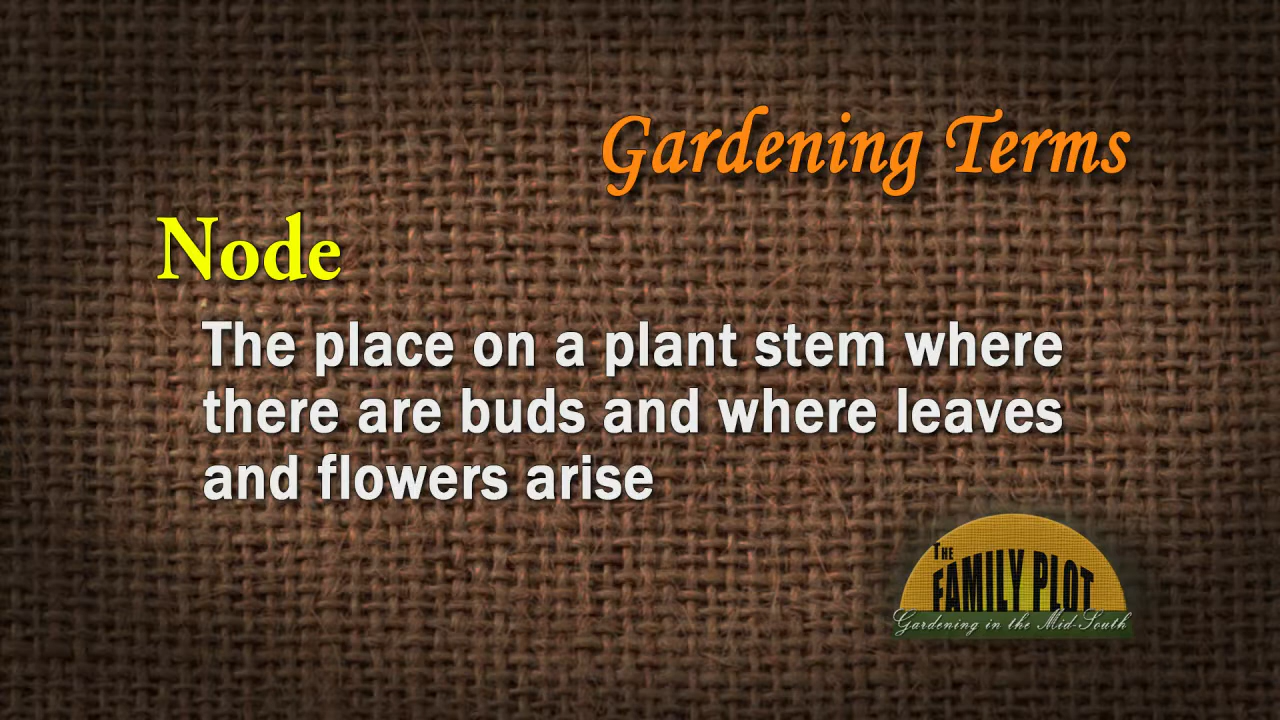 Gardening Terms
Node
The place on a plant stem where
there are buds and where leaves
and flowers arise
THE
FAMILY PLOT
Gardening in the Mid-South